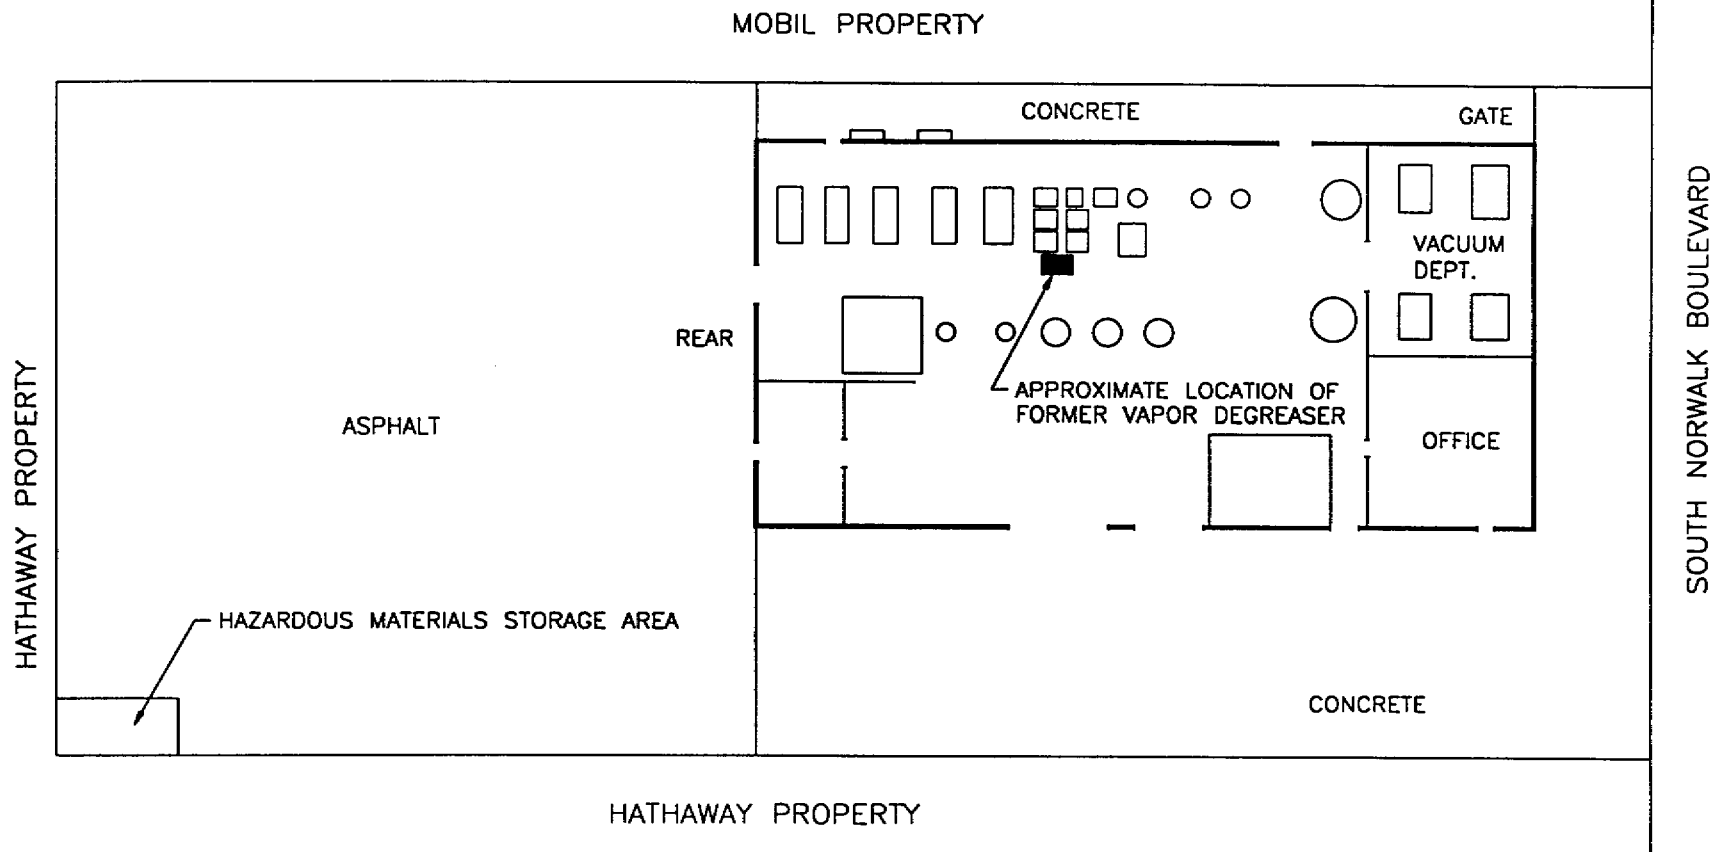 MOBIL PROPERTY
CONCRETE
GATE
VACUUM
DEPT.
REAR
APPROXIMATE LOCATION OF
FORMER VAPOR DEGREASER
ASPHALT
OFFICE
HATHAWAY PROPERTY
SOUTH NORWALK BOULEVARD
HAZARDOUS MATERIALS STORAGE AREA
CONCRETE
HATHAWAY PROPERTY